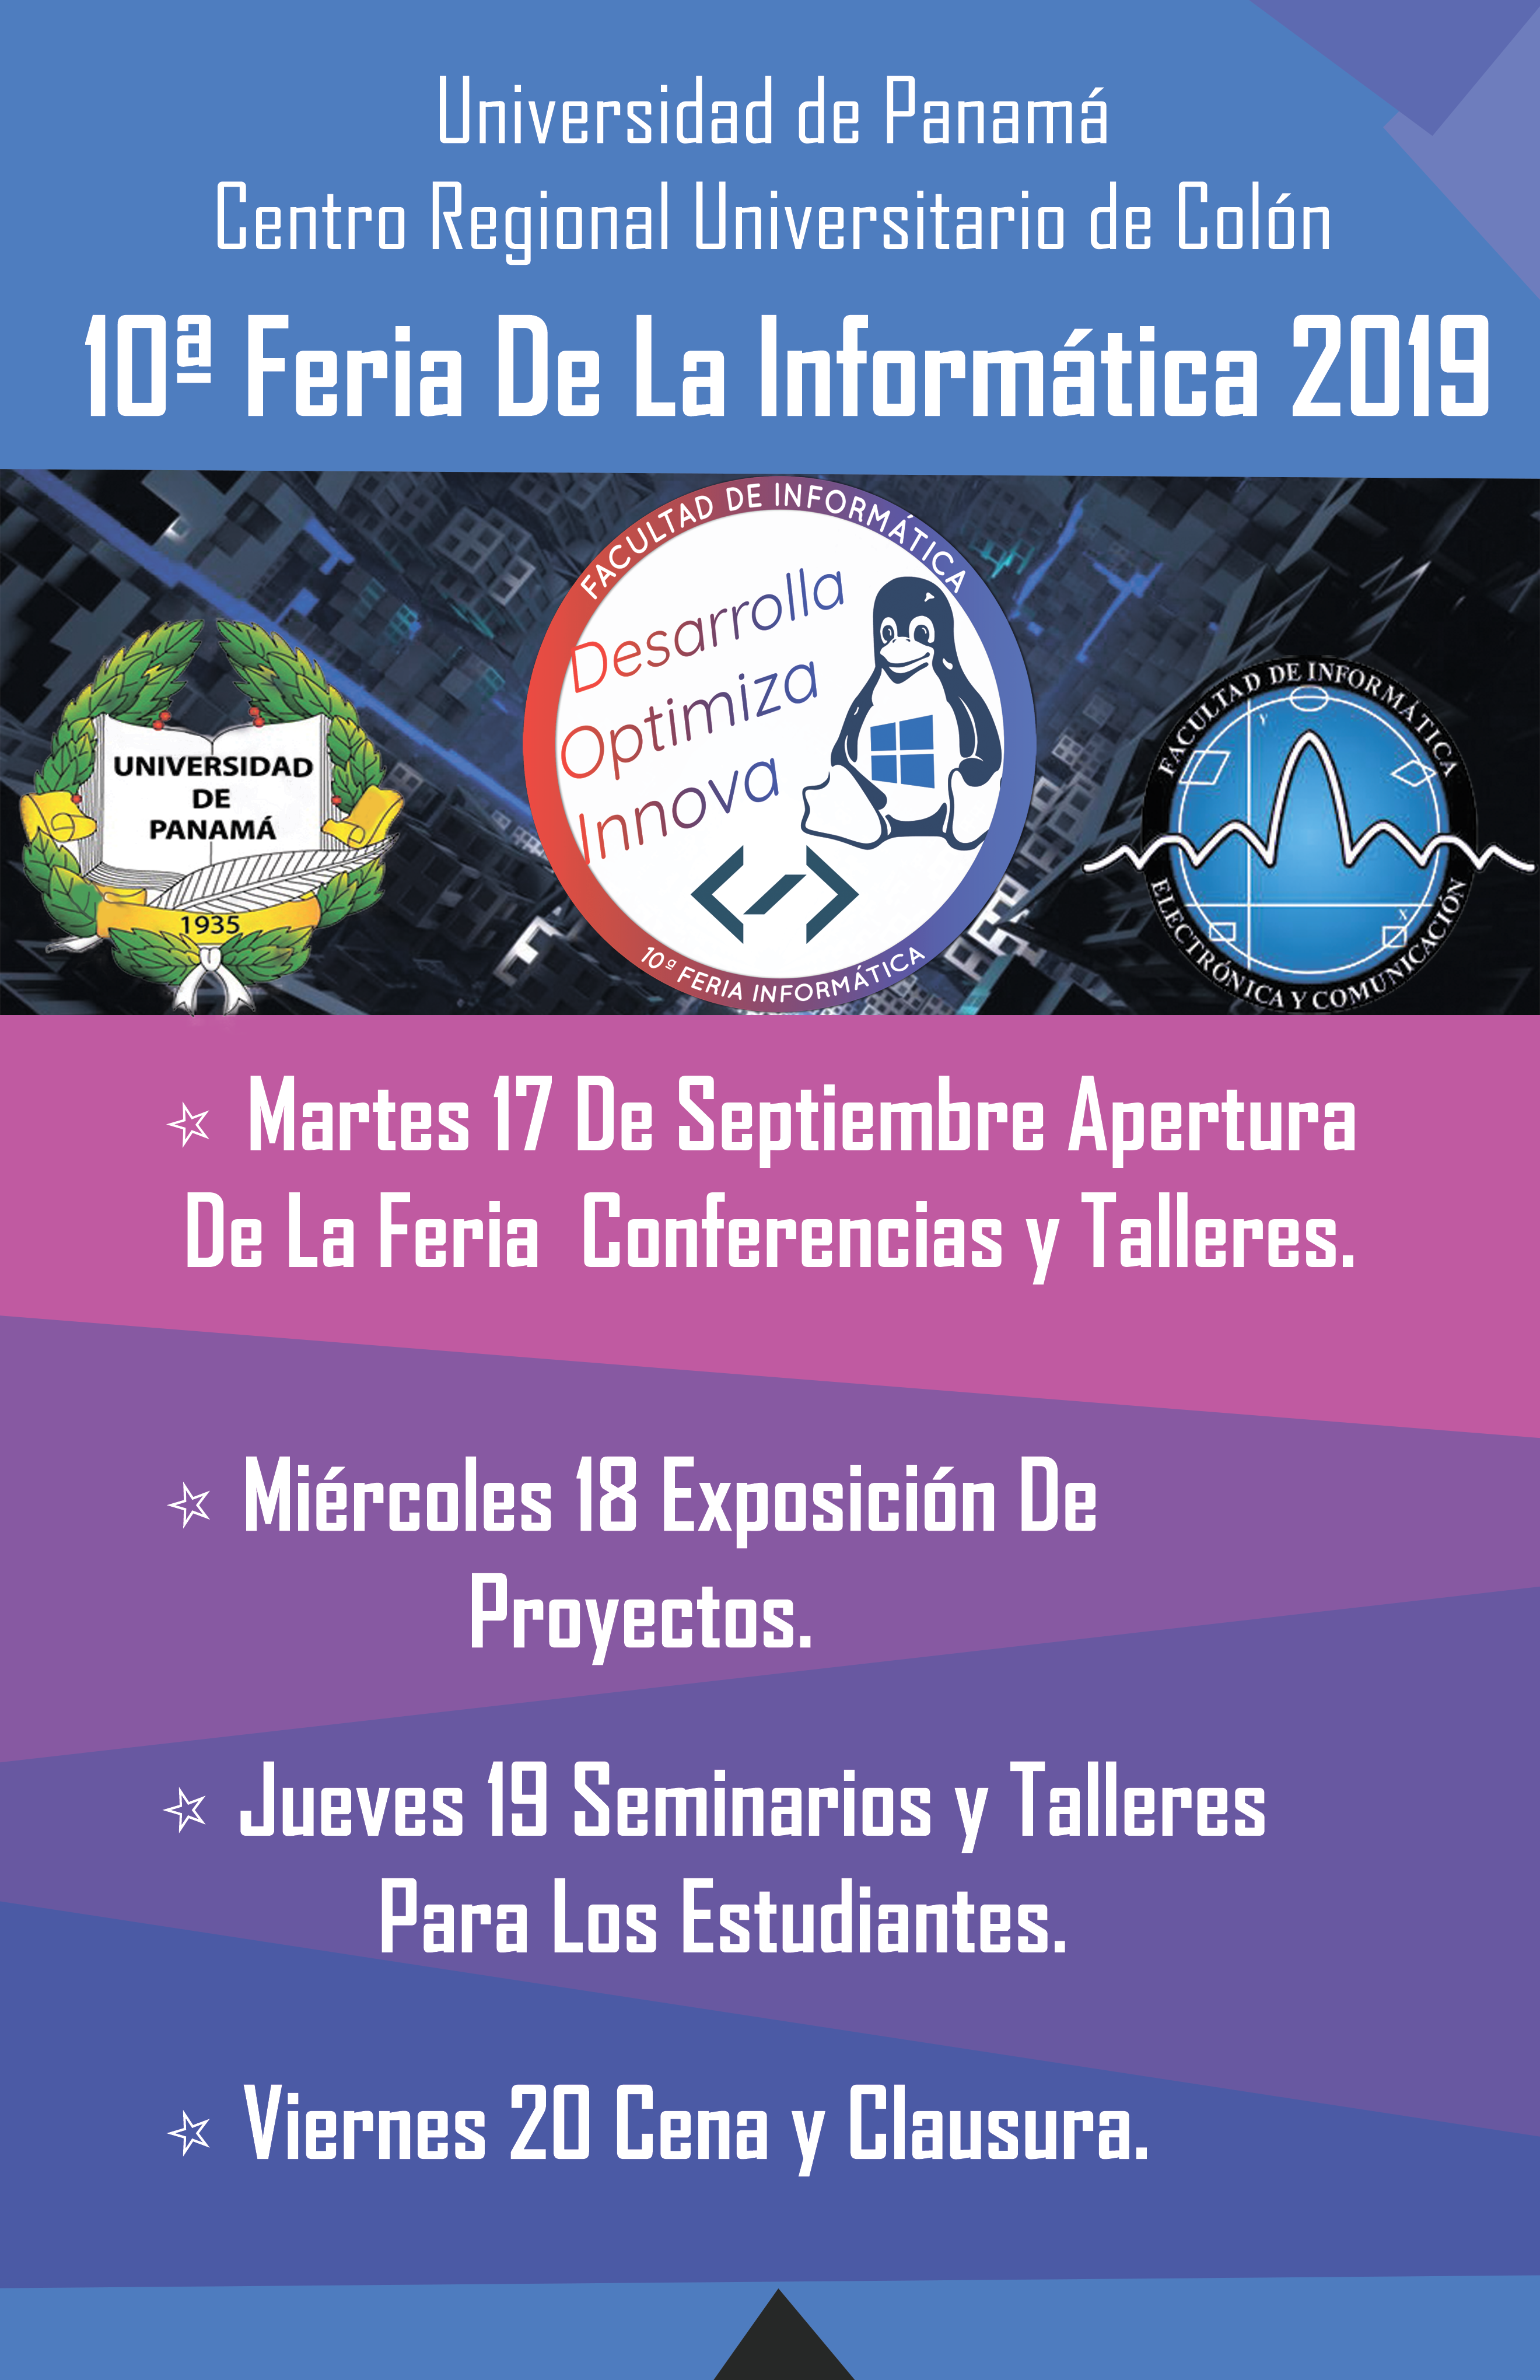 Universidad de Panamá
Centro Regional Universitario de Colón
10ª Feria De La Informática 2019
FACULTAD DE INFORMÁTICA
Desarrolla
Optimiza
Innova
10º FERIA INFORMÁTICA
UNIVERSIDAD
DE
PANAMÁ
1935
FACULTAD DE INFORMÁTICA
Y
X
ELECTRÓNICA Y COMUNICACIÓN
☆ Martes 17 De Septiembre Apertura
De La Feria Conferencias y Talleres.
☆ Miércoles 18 Exposición De
Proyectos.
☆ Jueves 19 Seminarios y Talleres
Para Los Estudiantes.
☆ Viernes 20 Cena y Clausura.